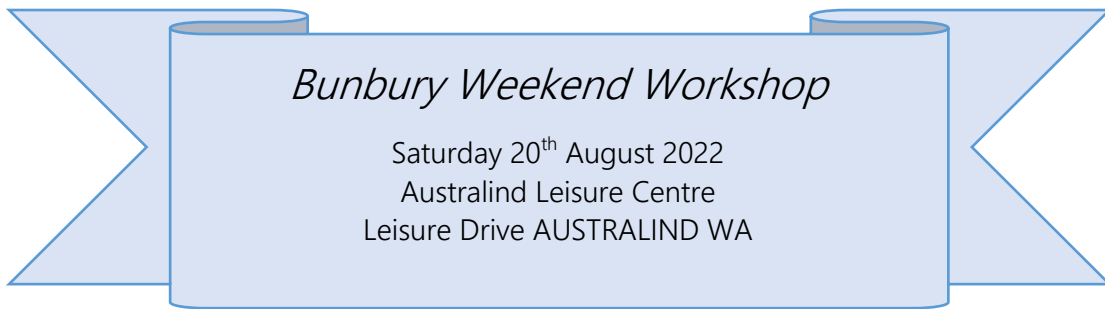 Bunbury Weekend Workshop
Saturday 20th August 2022
Australind Leisure Centre
Leisure Drive AUSTRALIND WA